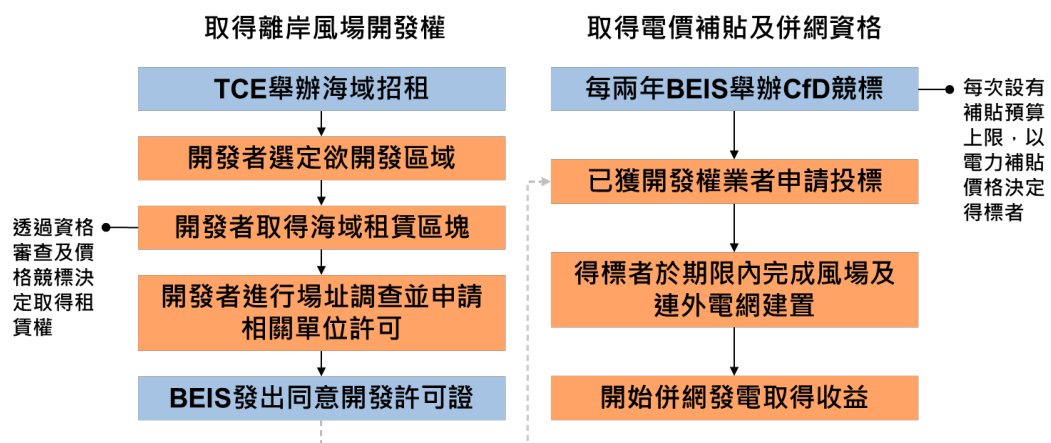 取得離岸風場開發權
TCE舉辦海域招租
開發者選定欲開發區域
開發者取得海域租賃區塊
透過資格
審查及價
格競標決
定取得租
賃權
開發者進行場址調查並申請
相關單位許可
BEIS發出同意開發許可證
取得電價補貼及併網資格
每兩年BEIS舉辦CfD競標
每次設有
補貼預算
上限，以
電力補貼
價格決定
得標者
已獲開發權業者申請投標
得標者於期限內完成風場及
連外電網建置
開始併網發電取得收益